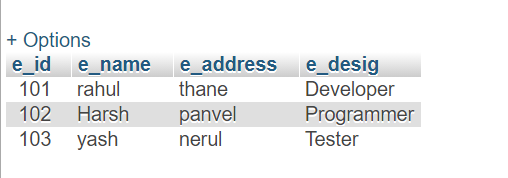 + Options
e_id e_name e_address e_desig
101 rahul thane Developer
102 Harsh panvel Programmer
103 yash nerul Tester